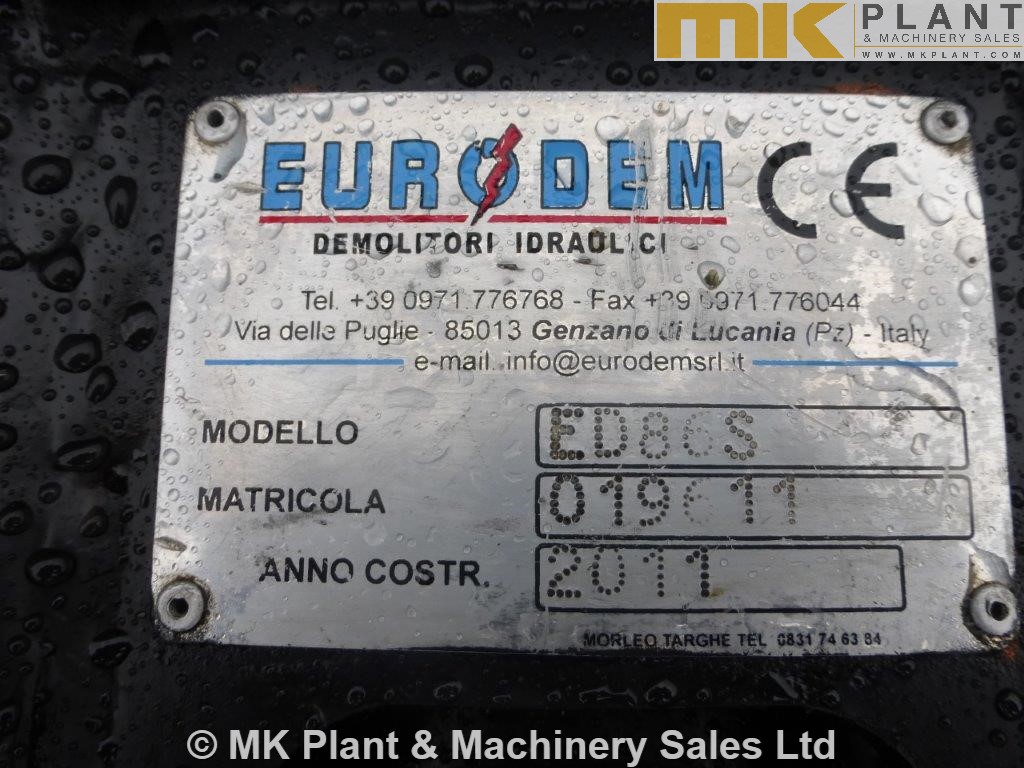 MK PLANT
& MACHINERY SALES
WWW.MKPLANT.COM
EURODEM CE
DEMOLITORI IDRAULICI
Tel. +39 0971.776768 - Fax +39 0971.776044
Via delle Puglie - 85013 Genzano di Lucania (Pz) - Italy
e-mail. info@eurodemsrl.it
MODELLO ED86S
MATRICOLA
ANNO COSTR. 2011
MORLEO TARGHE TEL 0831 74 63 84
© MK Plant & Machinery Sales Ltd